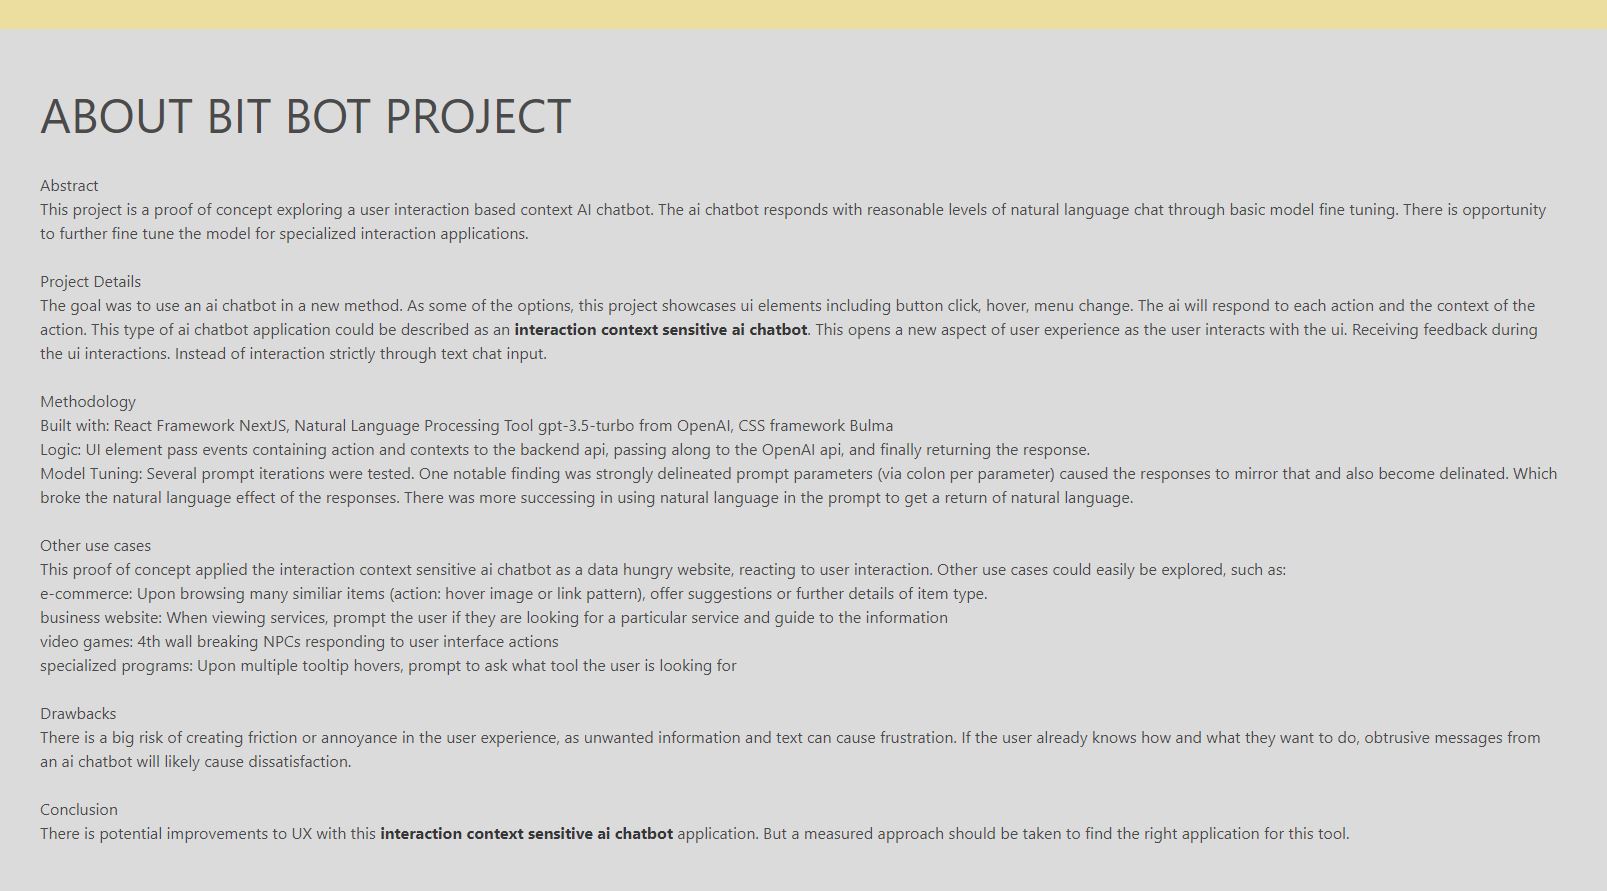 ABOUT BIT BOT PROJECT
Abstract
This project is a proof of concept exploring a user interaction based context AI chatbot. The ai chatbot responds with reasonable levels of natural language chat through basic model fine tuning. There is opportunity
to further fine tune the model for specialized interaction applications.
Project Details
The goal was to use an ai chatbot in a new method. As some of the options, this project showcases ui elements including button click, hover, menu change. The ai will respond to each action and the context of the
action. This type of ai chatbot application could be described as an interaction context sensitive ai chatbot. This opens a new aspect of user experience as the user interacts with the ui. Receiving feedback during
the ui interactions. Instead of interaction strictly through text chat input.
Methodology
Built with: React Framework NextJS, Natural Language Processing Tool gpt-3.5-turbo from OpenAI, CSS framework Bulma
Logic: UI element pass events containing action and contexts to the backend api, passing along to the OpenAI api, and finally returning the response.
Model Tuning: Several prompt iterations were tested. One notable finding was strongly delineated prompt parameters (via colon per parameter) caused the responses to mirror that and also become delinated. Which
broke the natural language effect of the responses. There was more successing in using natural language in the prompt to get a return of natural language.
Other use cases
This proof of concept applied the interaction context sensitive ai chatbot as a data hungry website, reacting to user interaction. Other use cases could easily be explored, such as:
e-commerce: Upon browsing many similiar items (action: hover image or link pattern), offer suggestions or further details of item type.
business website: When viewing services, prompt the user if they are looking for a particular service and guide to the information
video games: 4th wall breaking NPCs responding to user interface actions
specialized programs: Upon multiple tooltip hovers, prompt to ask what tool the user is looking for
Drawbacks
There is a big risk of creating friction or annoyance in the user experience, as unwanted information and text can cause frustration. If the user already knows how and what they want to do, obtrusive messages from
an ai chatbot will likely cause dissatisfaction.
Conclusion
There is potential improvements to UX with this interaction context sensitive ai chatbot application. But a measured approach should be taken to find the right application for this tool.